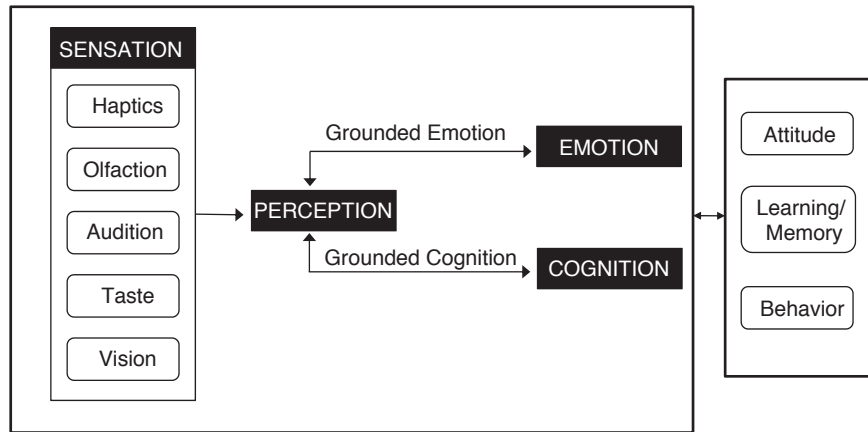 SENSATION
Haptics
Olfaction
Audition
Taste
Vision
PERCEPTION
Grounded Emotion
EMOTION
Grounded Cognition
COGNITION
Attitude
Learning/
Memory
Behavior